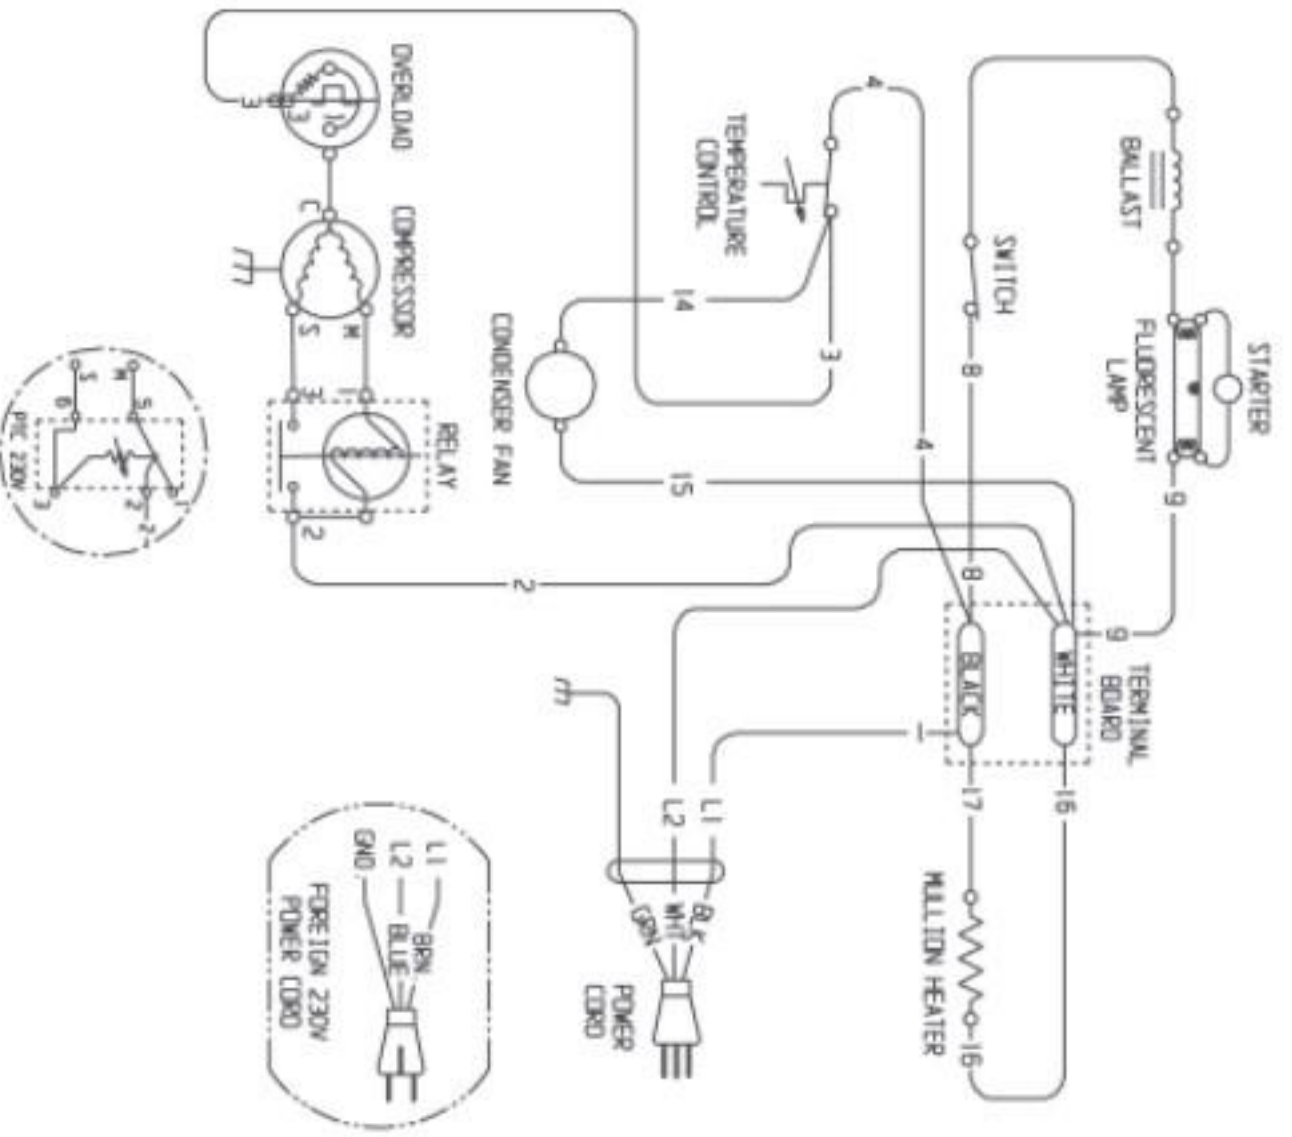 OVERLOAD
3
3
1
COMPRESSOR
C
S
M
3
1
RELAY
2
2
M
S
5
6
PTC 230V
3
2
2
1
CONDENSER FAN
14
15
TEMPERATURE
CONTROL
4
3
4
SWITCH
8
8
BALLAST
FLUORESCENT
LAMP
STARTER
9
9
TERMINAL
BOARD
BLACK
WHITE
1
17
16
MULLION HEATER
16
L1
L2
BLK
WHT
GRN
POWER
CORD
L1
L2
GND
BRN
BLUE
FOREIGN 230V
POWER CORD